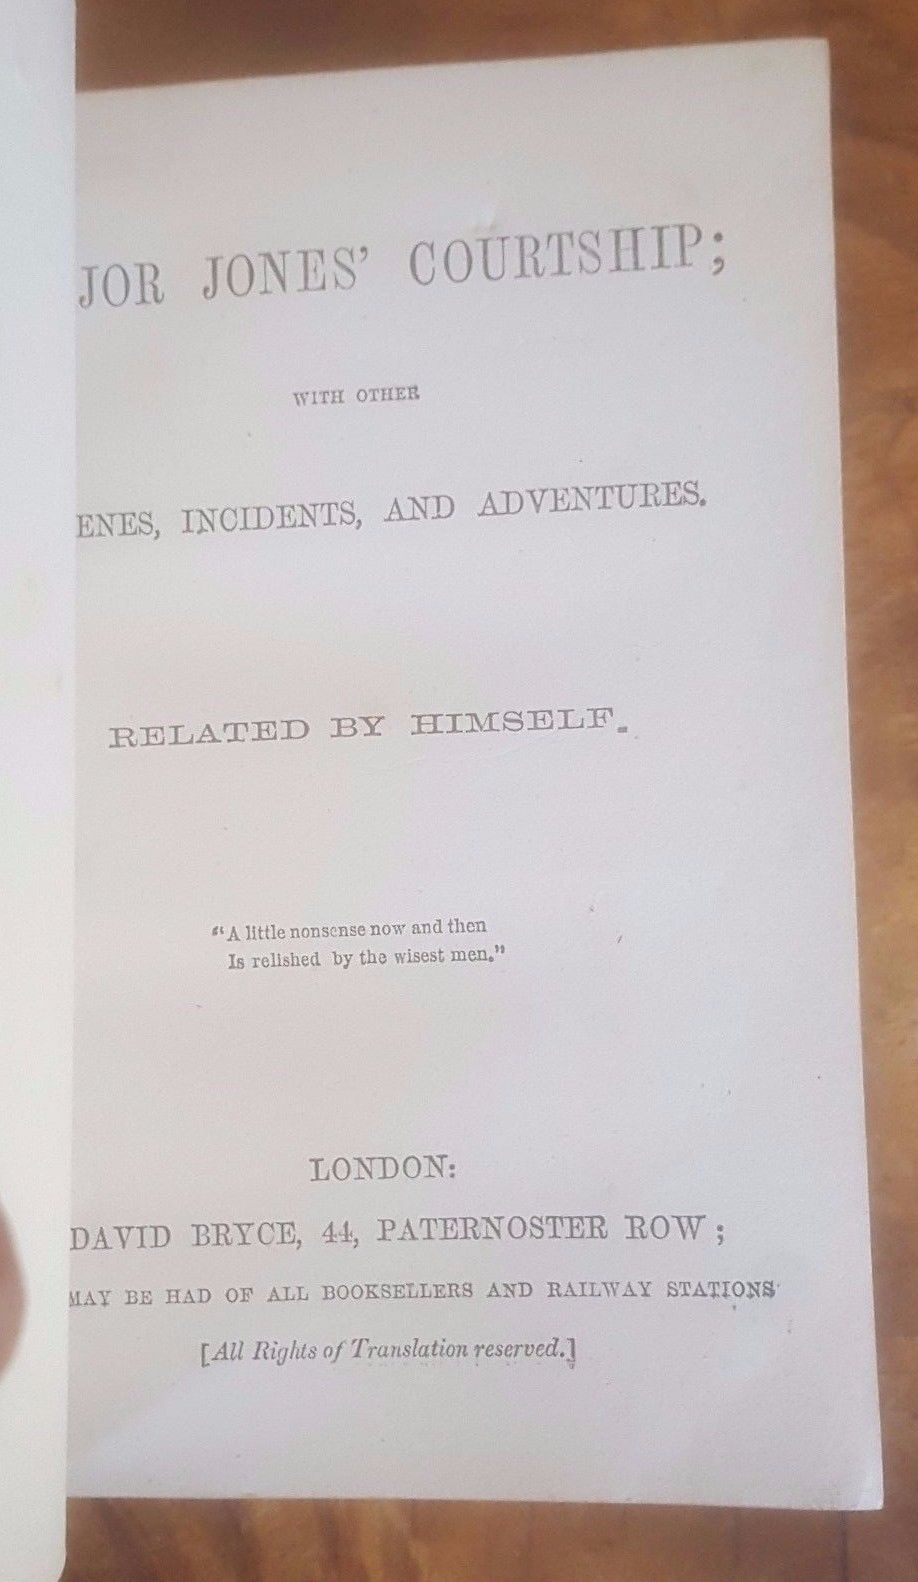 JOR JONES' COURTSHIP;
WITH OTHER
ENES, INCIDENTS, AND ADVENTURES.
RELATED BY HIMSELF.
"A little nonsense now and then
Is relished by the wisest men."
LONDON:
DAVID BRYCE, 44, PATERNOSTER ROW;
MAY BE HAD OF ALL BOOKSELLERS AND RAILWAY STATIONS
[All Rights of Translation reserved.]